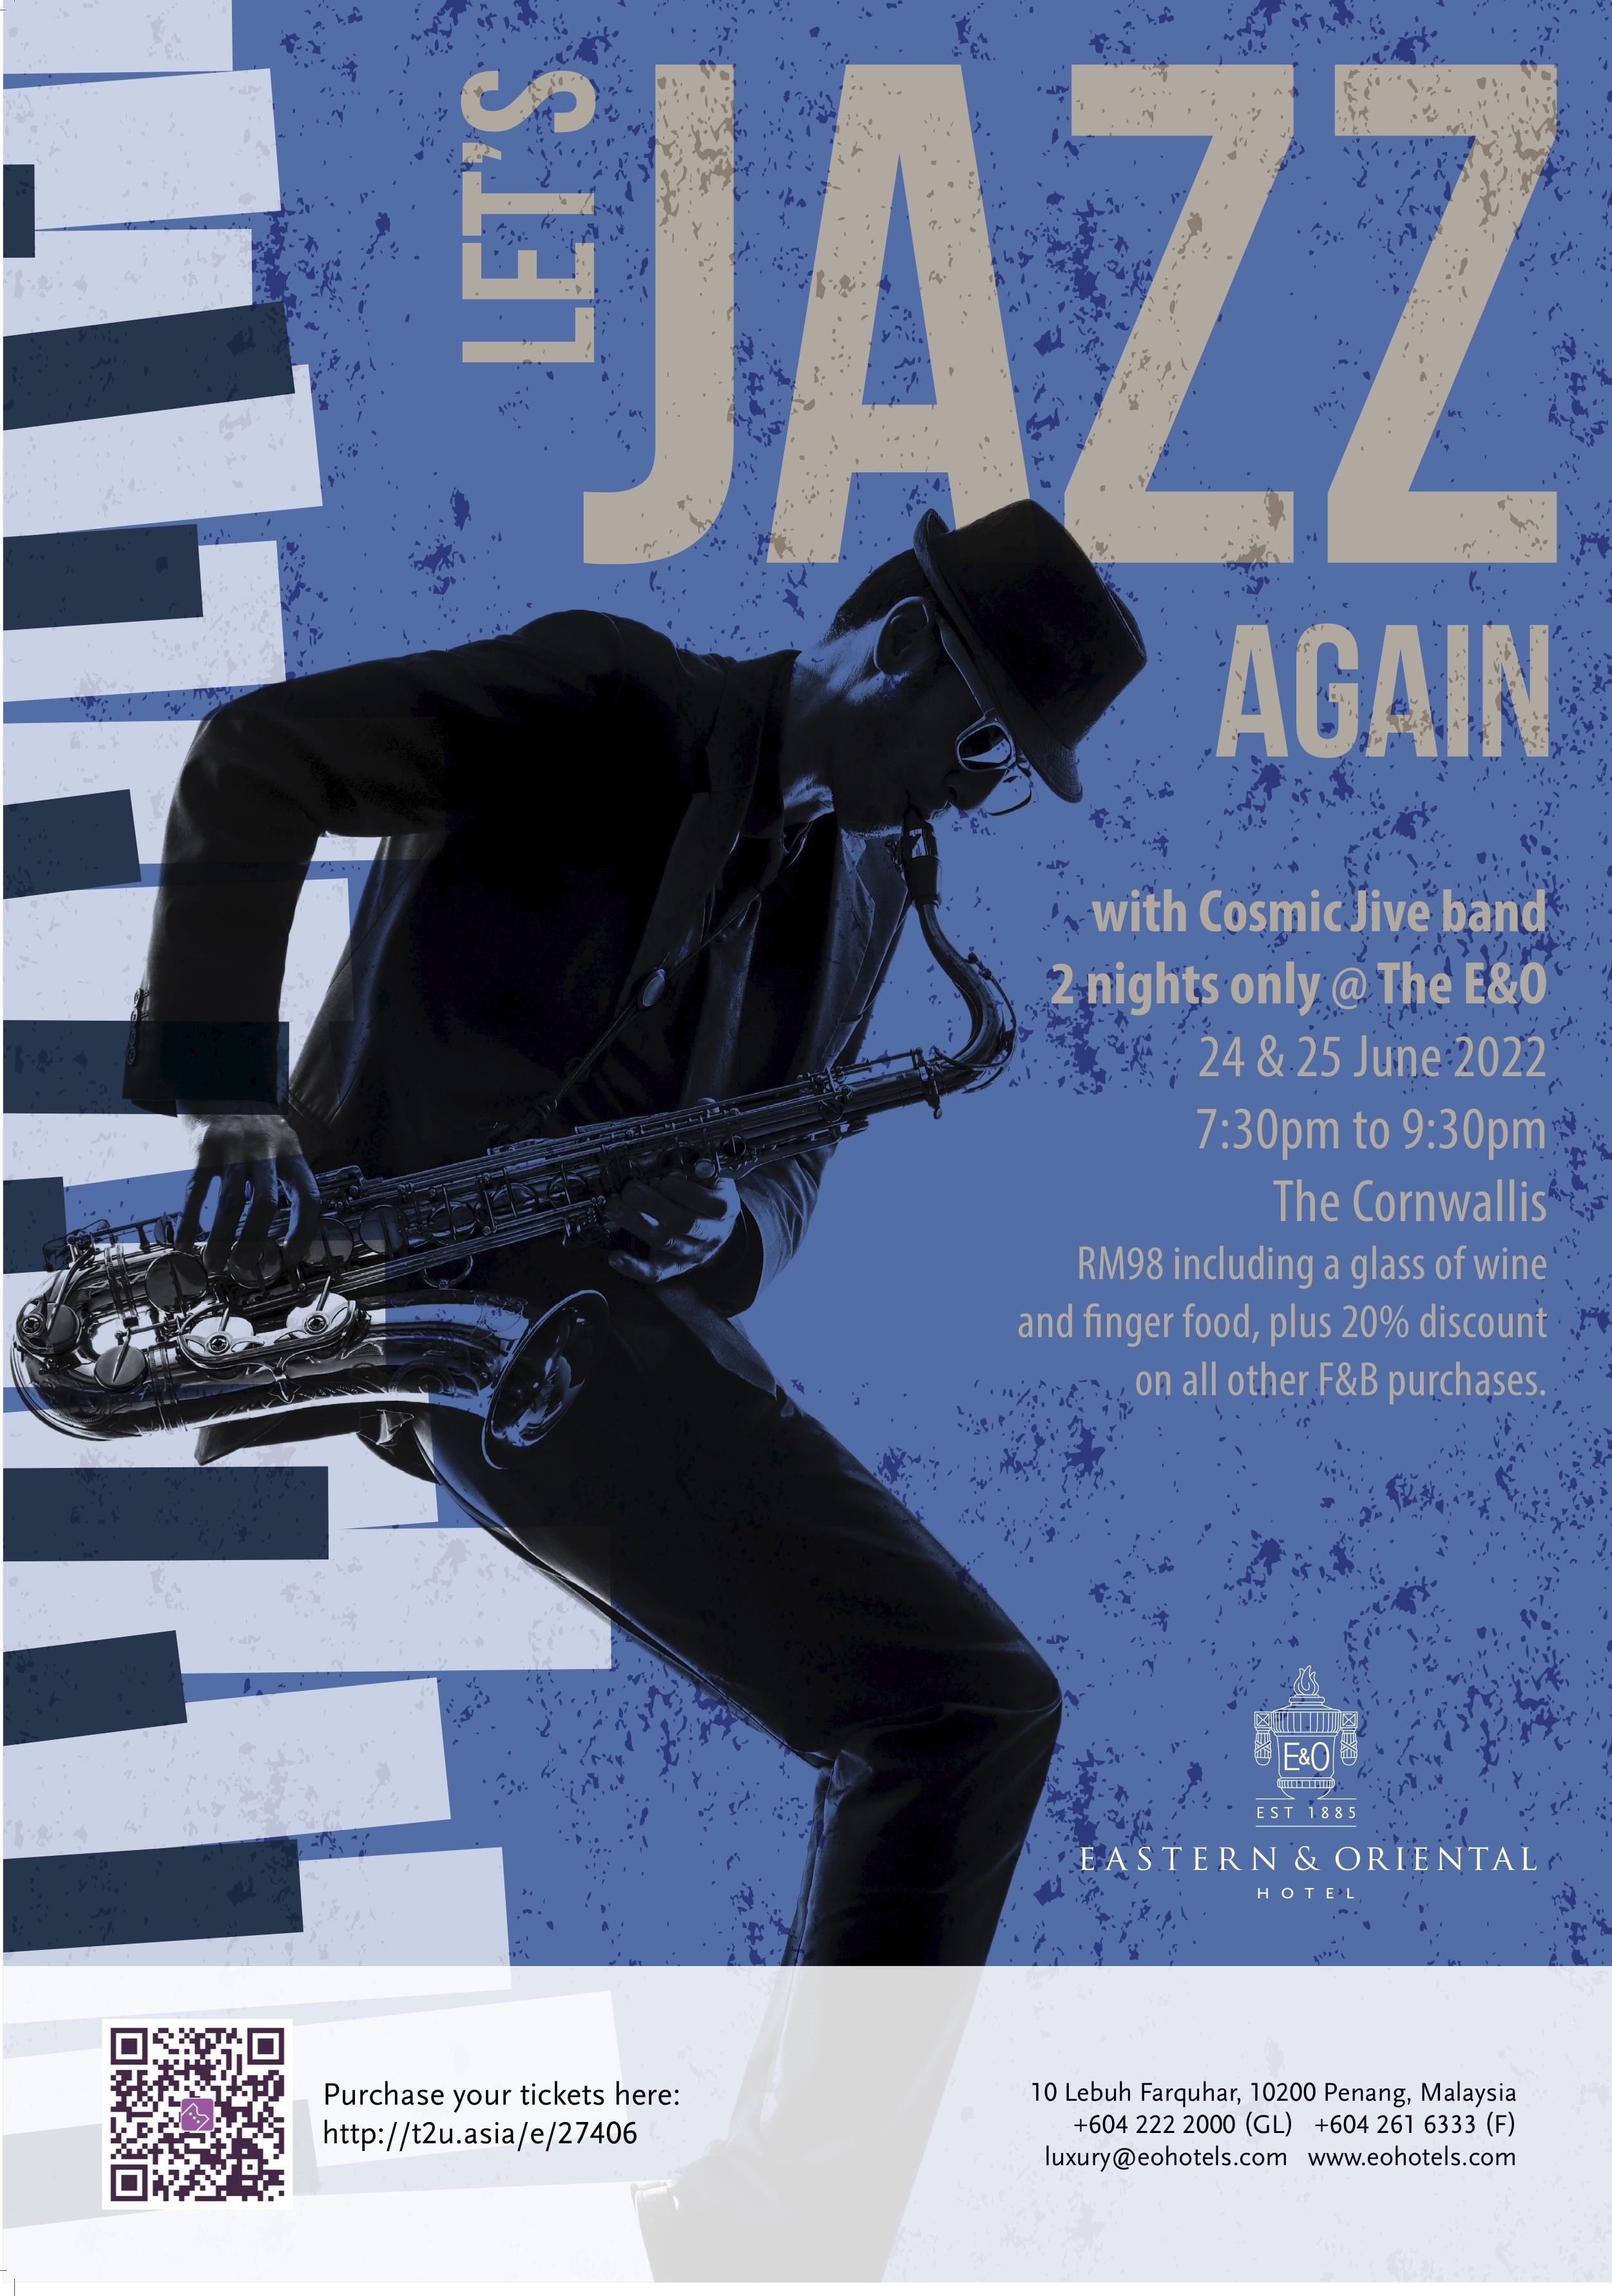 LET'S
JAZZ
AGAIN
with Cosmic Jive band
2 nights only @ The E&O
24 & 25 June 2022
7:30pm to 9:30pm
The Cornwallis
RM98 including a glass of wine
and finger food, plus 20% discount
on all other F&B purchases.
E&O
EST 1885
EASTERN & ORIENTAL
HOTEL
Purchase your tickets here:
http://t2u.asia/e/27406
10 Lebuh Farquhar, 10200 Penang, Malaysia
+604 222 2000 (GL) +604 261 6333 (F)
luxury@eohotels.com www.eohotels.com